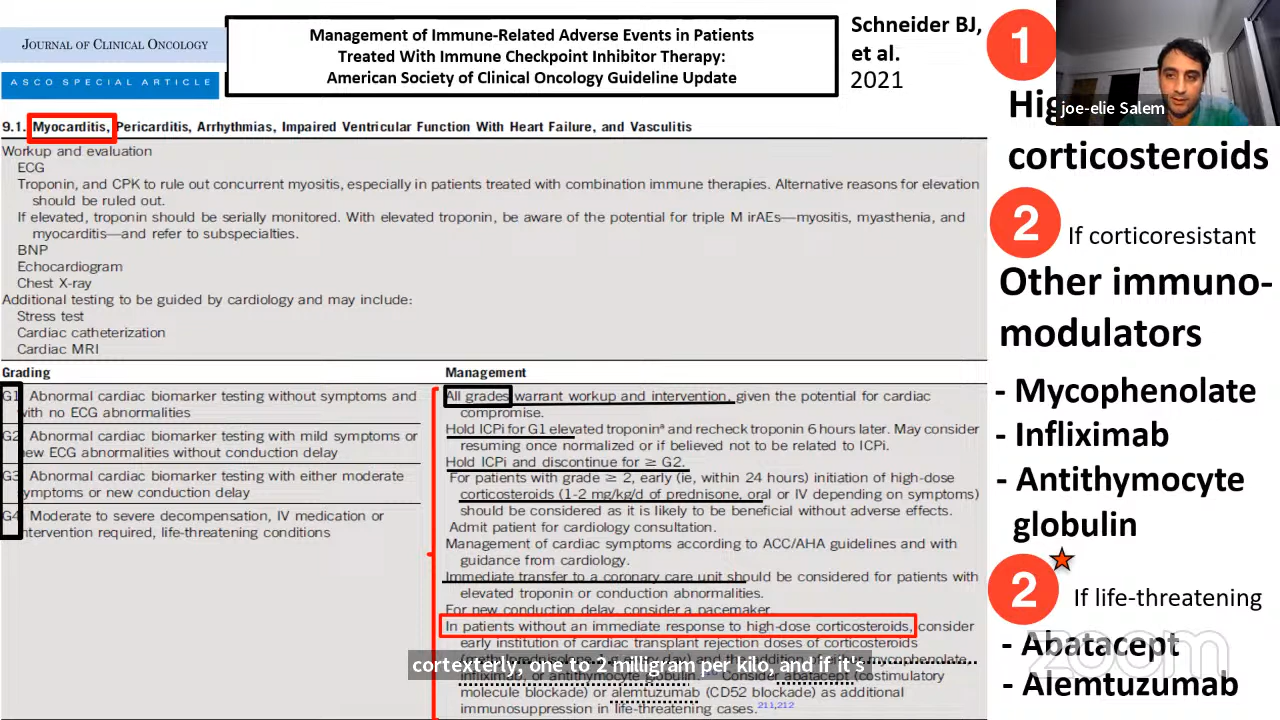 JOURNAL OF CLINICAL ONCOLOGY
ASCO SPECIAL ARTICLE
Management of Immune-Related Adverse Events in Patients
Treated With Immune Checkpoint Inhibitor Therapy:
American Society of Clinical Oncology Guideline Update
Schneider BJ,
et al.
2021
9.1. Myocarditis, Pericarditis, Arrhythmias, Impaired Ventricular Function With Heart Failure, and Vasculitis
Workup and evaluation
ECG
Troponin, and CPK to rule out concurrent myositis, especially in patients treated with combination immune therapies. Alternative reasons for elevation
should be ruled out.
If elevated, troponin should be serially monitored. With elevated troponin, be aware of the potential for triple M irAEs—myositis, myasthenia, and
myocarditis—and refer to subspecialties.
BNP
Echocardiogram
Chest X-ray
Additional testing to be guided by cardiology and may include:
Stress test
Cardiac catheterization
Cardiac MRI
Grading
G1 Abnormal cardiac biomarker testing without symptoms and
with no ECG abnormalities
G2 Abnormal cardiac biomarker testing with mild symptoms or
new ECG abnormalities without conduction delay
G3 Abnormal cardiac biomarker testing with either moderate
symptoms or new conduction delay
G4 Moderate to severe decompensation, IV medication or
intervention required, life-threatening conditions
Management
All grades warrant workup and intervention, given the potential for cardiac
compromise.
Hold ICPi for G1 elevated troponinª and recheck troponin 6 hours later. May consider
resuming once normalized or if believed not to be related to ICPi.
Hold ICPi and discontinue for ≥ G2.
For patients with grade ≥ 2, early (ie, within 24 hours) initiation of high-dose
corticosteroids (1-2 mg/kg/d of prednisone, oral or IV depending on symptoms)
should be considered as it is likely to be beneficial without adverse effects.
Admit patient for cardiology consultation.
Management of cardiac symptoms according to ACC/AHA guidelines and with
guidance from cardiology.
Immediate transfer to a coronary care unit should be considered for patients with
elevated troponin or conduction abnormalities.
For new conduction delay, consider a pacemaker.
In patients without an immediate response to high-dose corticosteroids, consider
early institution of cardiac transplant rejection doses of corticosteroids
mycophenolate,
infliximab, or antithymocyte globulin. Consider abatacept (costimulatory
molecule blockade) or alemtuzumab (CD52 blockade) as additional
immunosuppression in life-threatening cases.211,212
cortexterly, one to 2 milligram per kilo, and if it's
joe-elie Salem
1
corticosteroids
2 If corticoresistant
Other immuno-
modulators
- Mycophenolate
- Infliximab
- Antithymocyte
globulin
2 If life-threatening
- Abatacept
- Alemtuzumab
zoom